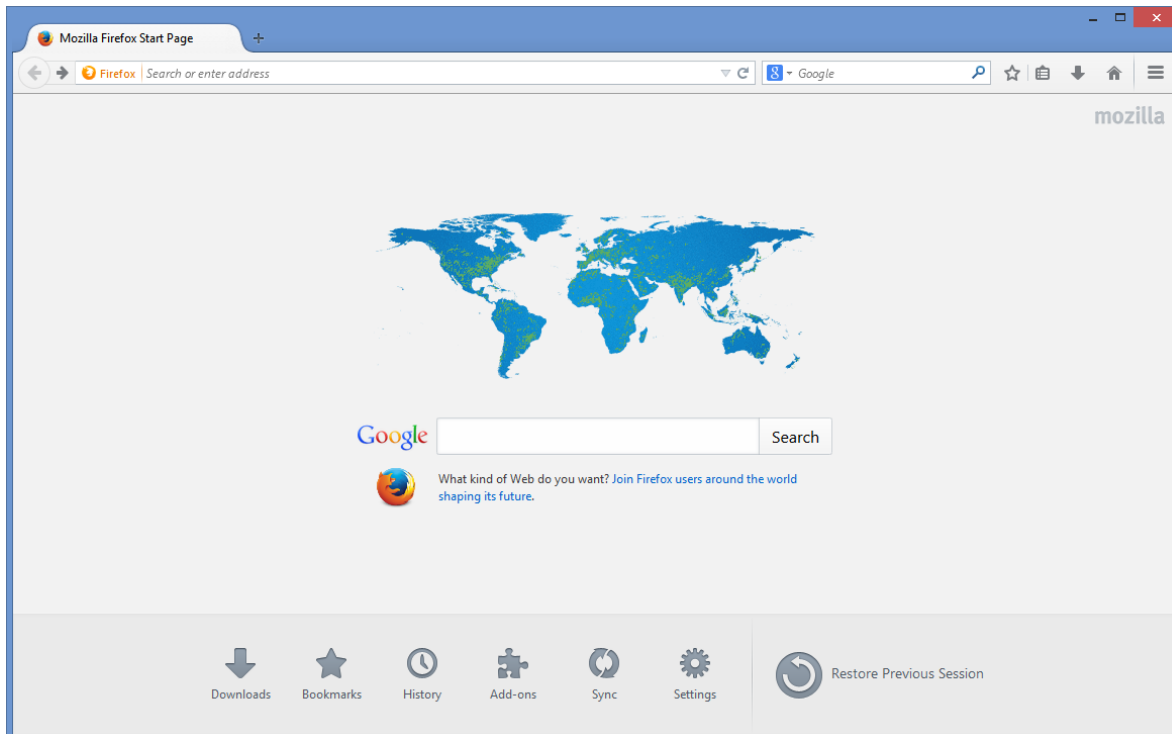 Mozilla Firefox Start Page
Firefox Search or enter address
8 Google
mozilla
Google
Search
What kind of Web do you want? Join Firefox users around the world
shaping its future.
Downloads Bookmarks History Add-ons Sync Settings
Restore Previous Session